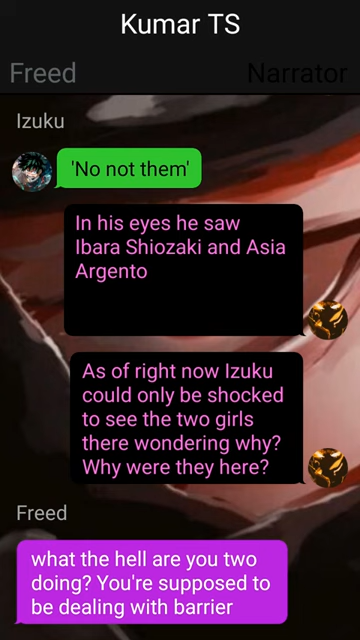 Kumar TS
Freed
Narrator
Izuku
'No not them'
In his eyes he saw
Ibara Shiozaki and Asia
Argento
As of right now Izuku
could only be shocked
to see the two girls
there wondering why?
Why were they here?
Freed
what the hell are you two
doing? You're supposed to
be dealing with barrier